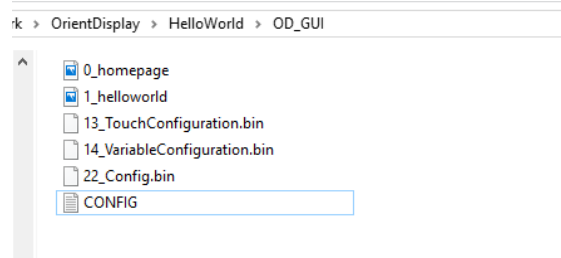 rk > OrientDisplay > HelloWorld > OD_GUI
0_homepage
1_helloworld
13_TouchConfiguration.bin
14_VariableConfiguration.bin
22_Config.bin
CONFIG